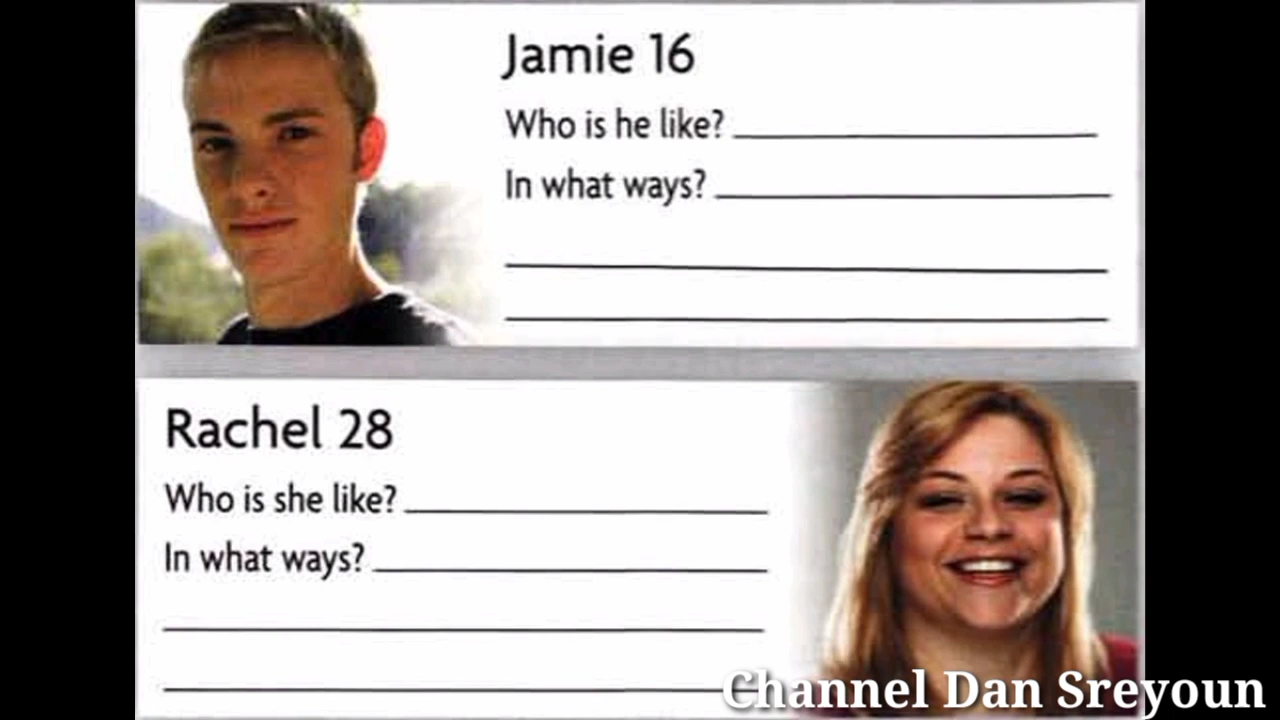 Jamie 16
Who is he like?
In what ways?
Rachel 28
Who is she like?
In what ways?
Channel Dan Sreyoun